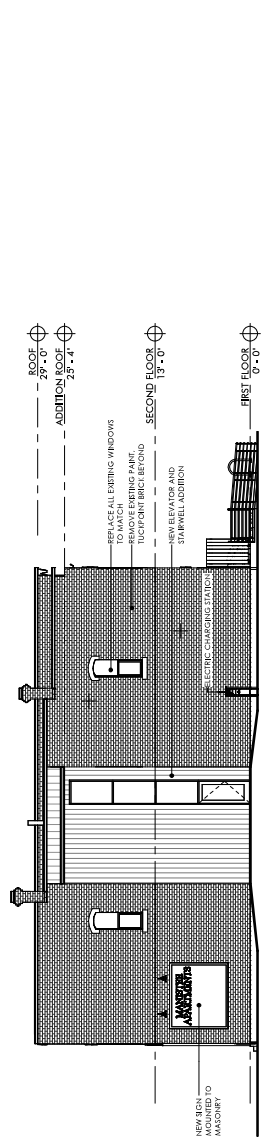 ROOF
29' - 0"
ADDITION ROOF
25' - 4"
SECOND FLOOR
13' - 0"
FIRST FLOOR
0' - 0"
REPLACE ALL EXISTING WINDOWS
TO MATCH
REMOVE EXISTING PAINT,
TUCKPOINT BRICK BEYOND
NEW ELEVATOR AND
STAIRWELL ADDITION
ELECTRIC CHARGING STATION
APARTMENTS
NEW SIGN
MOUNTED TO
MASONRY